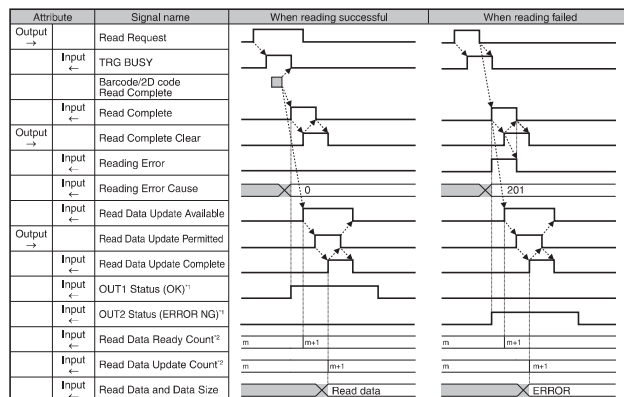 Attribute Signal name When reading successful When reading failed
Output → Read Request
Input ← TRG BUSY
Barcode/2D code
Read Complete
Input ← Read Complete
Output → Read Complete Clear
Input ← Reading Error
Input ← Reading Error Cause 0 201
Input ← Read Data Update Available
Output → Read Data Update Permitted
Input ← Read Data Update Complete
Input ← OUT1 Status (OK)*1
Input ← OUT2 Status (ERROR NG)*1
Input ← Read Data Ready Count*2 m m+1 m m+1
Input ← Read Data Update Count*2 m m+1 m m+1
Input ← Read Data and Data Size Read data ERROR